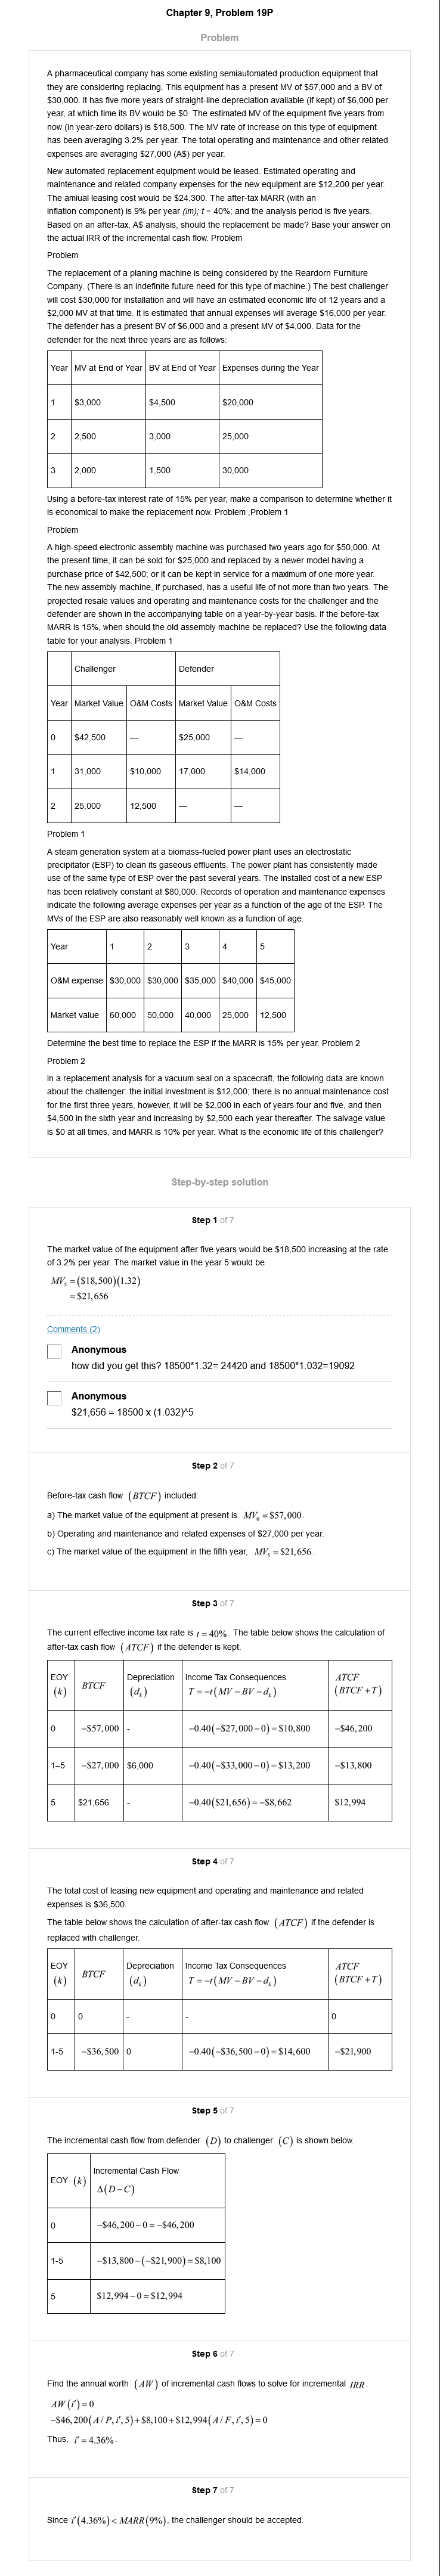 Chapter 9, Problem 19P
Problem
A pharmaceutical company has some existing semiautomated production equipment that
they are considering replacing. This equipment has a present MV of $57,000 and a BV of
$30,000. It has five more years of straight-line depreciation available (if kept) of $6,000 per
year, at which time its BV would be $0. The estimated MV of the equipment five years from
now (in year-zero dollars) is $18,500. The MV rate of increase on this type of equipment
has been averaging 3.2% per year. The total operating and maintenance and other related
expenses are averaging $27,000 (A$) per year.
New automated replacement equipment would be leased. Estimated operating and
maintenance and related company expenses for the new equipment are $12,200 per year.
The amiual leasing cost would be $24,300. The after-tax MARR (with an
inflation component) is 9% per year (im); t = 40%; and the analysis period is five years.
Based on an after-tax, A$ analysis, should the replacement be made? Base your answer on
the actual IRR of the incremental cash flow. Problem
Problem
The replacement of a planing machine is being considered by the Reardorn Furniture
Company. (There is an indefinite future need for this type of machine.) The best challenger
will cost $30,000 for installation and will have an estimated economic life of 12 years and a
$2,000 MV at that time. It is estimated that annual expenses will average $16,000 per year.
The defender has a present BV of $6,000 and a present MV of $4,000. Data for the
defender for the next three years are as follows:
Year MV at End of Year BV at End of Year Expenses during the Year
1 $3,000 $4,500 $20,000
2 2,500 3,000 25,000
3 2,000 1,500 30,000
Using a before-tax interest rate of 15% per year, make a comparison to determine whether it
is economical to make the replacement now. Problem ,Problem 1
Problem
A high-speed electronic assembly machine was purchased two years ago for $50,000. At
the present time, it can be sold for $25,000 and replaced by a newer model having a
purchase price of $42,500; or it can be kept in service for a maximum of one more year.
The new assembly machine, if purchased, has a useful life of not more than two years. The
projected resale values and operating and maintenance costs for the challenger and the
defender are shown in the accompanying table on a year-by-year basis. If the before-tax
MARR is 15%, when should the old assembly machine be replaced? Use the following data
table for your analysis. Problem 1
Challenger Defender
Year Market Value O&M Costs Market Value O&M Costs
0 $42,500 — $25,000 —
1 31,000 $10,000 17,000 $14,000
2 25,000 12,500 — —
Problem 1
A steam generation system at a biomass-fueled power plant uses an electrostatic
precipitator (ESP) to clean its gaseous effluents. The power plant has consistently made
use of the same type of ESP over the past several years. The installed cost of a new ESP
has been relatively constant at $80,000. Records of operation and maintenance expenses
indicate the following average expenses per year as a function of the age of the ESP. The
MVs of the ESP are also reasonably well known as a function of age.
Year 1 2 3 4 5
O&M expense $30,000 $30,000 $35,000 $40,000 $45,000
Market value 60,000 50,000 40,000 25,000 12,500
Determine the best time to replace the ESP if the MARR is 15% per year. Problem 2
Problem 2
In a replacement analysis for a vacuum seal on a spacecraft, the following data are known
about the challenger: the initial investment is $12,000; there is no annual maintenance cost
for the first three years, however, it will be $2,000 in each of years four and five, and then
$4,500 in the sixth year and increasing by $2,500 each year thereafter. The salvage value
is $0 at all times, and MARR is 10% per year. What is the economic life of this challenger?
Step-by-step solution
Step 1 of 7
The market value of the equipment after five years would be $18,500 increasing at the rate
of 3.2% per year. The market value in the year 5 would be
MV₅ = ($18,500)(1.32)
= $21,656
Comments (2)
Anonymous
how did you get this? 18500*1.32= 24420 and 18500*1.032=19092
Anonymous
$21,656 = 18500 x (1.032)^5
Step 2 of 7
Before-tax cash flow (BTCF) included:
a) The market value of the equipment at present is MV₀ = $57,000.
b) Operating and maintenance and related expenses of $27,000 per year.
c) The market value of the equipment in the fifth year, MV₅ = $21,656.
Step 3 of 7
The current effective income tax rate is t = 40%. The table below shows the calculation of
after-tax cash flow (ATCF) if the defender is kept.
EOY (k) BTCF Depreciation (dₖ) Income Tax Consequences T = −t(MV − BV − dₖ) ATCF (BTCF + T)
0 −$57,000 - −0.40(−$27,000−0) = $10,800 −$46,200
1–5 −$27,000 $6,000 −0.40(−$33,000−0) = $13,200 −$13,800
5 $21,656 - −0.40($21,656) = −$8,662 $12,994
Step 4 of 7
The total cost of leasing new equipment and operating and maintenance and related
expenses is $36,500.
The table below shows the calculation of after-tax cash flow (ATCF) if the defender is
replaced with challenger.
EOY (k) BTCF Depreciation (dₖ) Income Tax Consequences T = −t(MV − BV − dₖ) ATCF (BTCF + T)
0 0 - - 0
1-5 −$36,500 0 −0.40(−$36,500−0) = $14,600 −$21,900
Step 5 of 7
The incremental cash flow from defender (D) to challenger (C) is shown below.
EOY (k) Incremental Cash Flow Δ(D−C)
0 −$46,200−0 = −$46,200
1-5 −$13,800−(−$21,900) = $8,100
5 $12,994−0 = $12,994
Step 6 of 7
Find the annual worth (AW) of incremental cash flows to solve for incremental IRR.
AW(i′) = 0
−$46,200(A/P,i′,5)+$8,100+$12,994(A/F,i′,5) = 0
Thus, i′ = 4.36%.
Step 7 of 7
Since i′(4.36%) < MARR(9%), the challenger should be accepted.